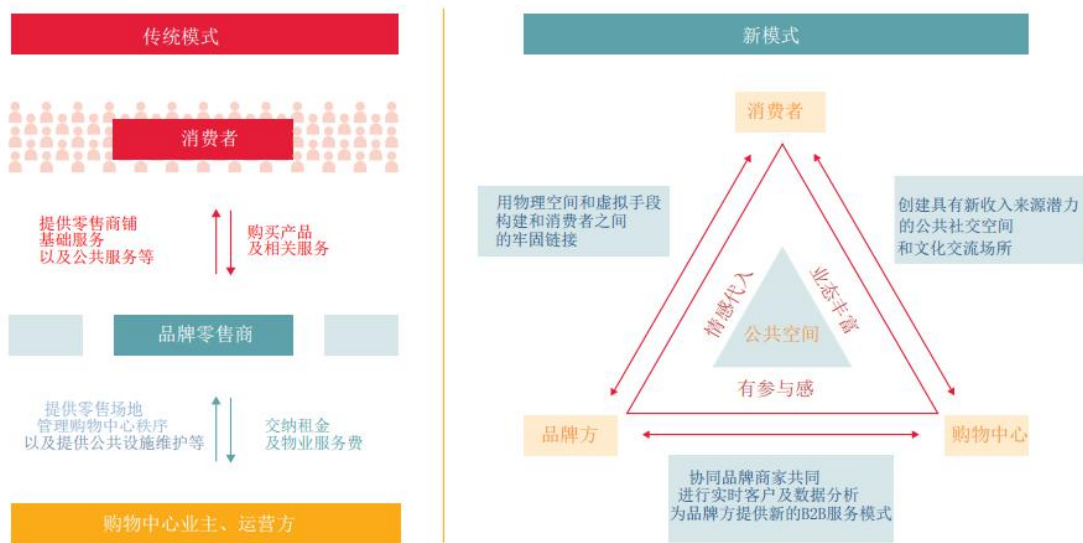 传统模式
消费者
提供零售商铺
基础服务
以及公共服务等
购买产品
及相关服务
品牌零售商
提供零售场地
管理购物中心秩序
以及提供公共设施维护等
交纳租金
及物业服务费
购物中心业主、运营方
新模式
消费者
用物理空间和虚拟手段
构建和消费者之间
的牢固链接
创建具有新收入来源潜力
的公共社交空间
和文化交流场所
情感代入
业态丰富
公共空间
有参与感
品牌方
购物中心
协同品牌商家共同
进行实时客户及数据分析
为品牌方提供新的B2B服务模式